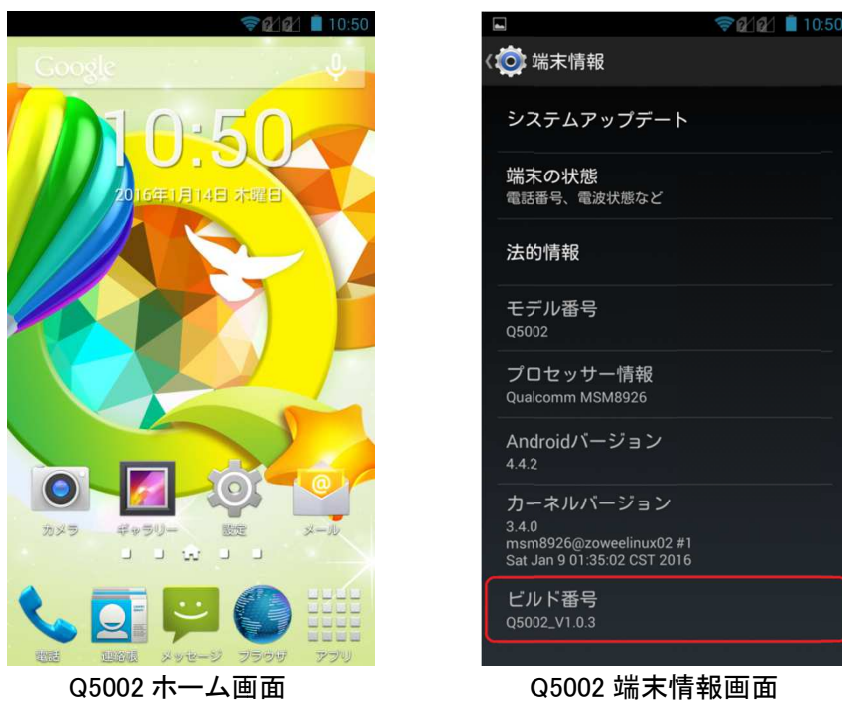 10:50
Google
10:50
2016年1月14日 木曜日
カメラ
ギャラリー
設定
メール
電話
連絡帳
メッセージ
ブラウザ
アプリ
Q5002 ホーム画面
10:50
端末情報
システムアップデート
端末の状態
電話番号、電波状態など
法的情報
モデル番号
Q5002
プロセッサー情報
Qualcomm MSM8926
Androidバージョン
4.4.2
カーネルバージョン
3.4.0
msm8926@zoweelinux02 #1
Sat Jan 9 01:35:02 CST 2016
ビルド番号
Q5002_V1.0.3
Q5002 端末情報画面